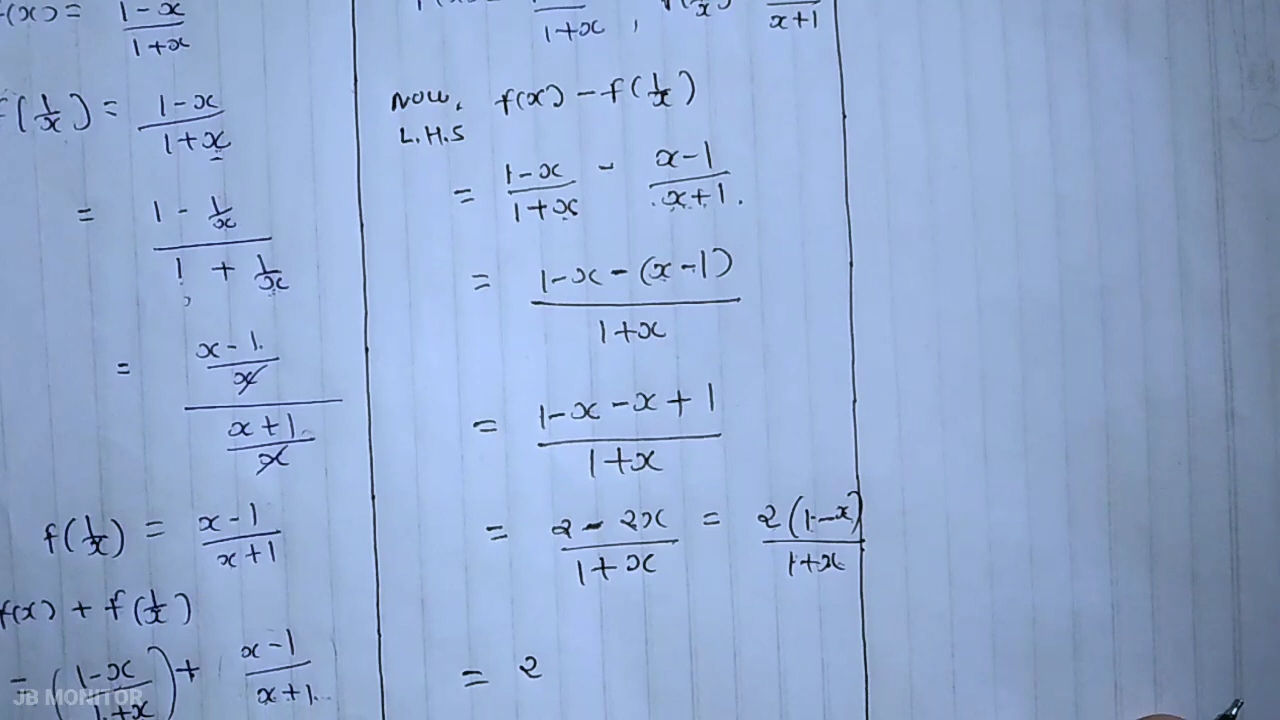 f(x) = 1-x / 1+x
f(1/x) = 1-x / 1+x
= 1 - 1/x / 1 + 1/x
= x-1 / x / x+1 / x
f(1/x) = x-1 / x+1
f(x) + f(1/x)
= (1-x / 1+x) + x-1 / x+1
1+x , f(1/x) x+1
Now, f(x) - f(1/x)
L.H.S
= 1-x / 1+x - x-1 / x+1
= 1-x-(x-1) / 1+x
= 1-x-x+1 / 1+x
= 2-2x / 1+x = 2(1-x) / 1+x
= 2
JB MONITOR